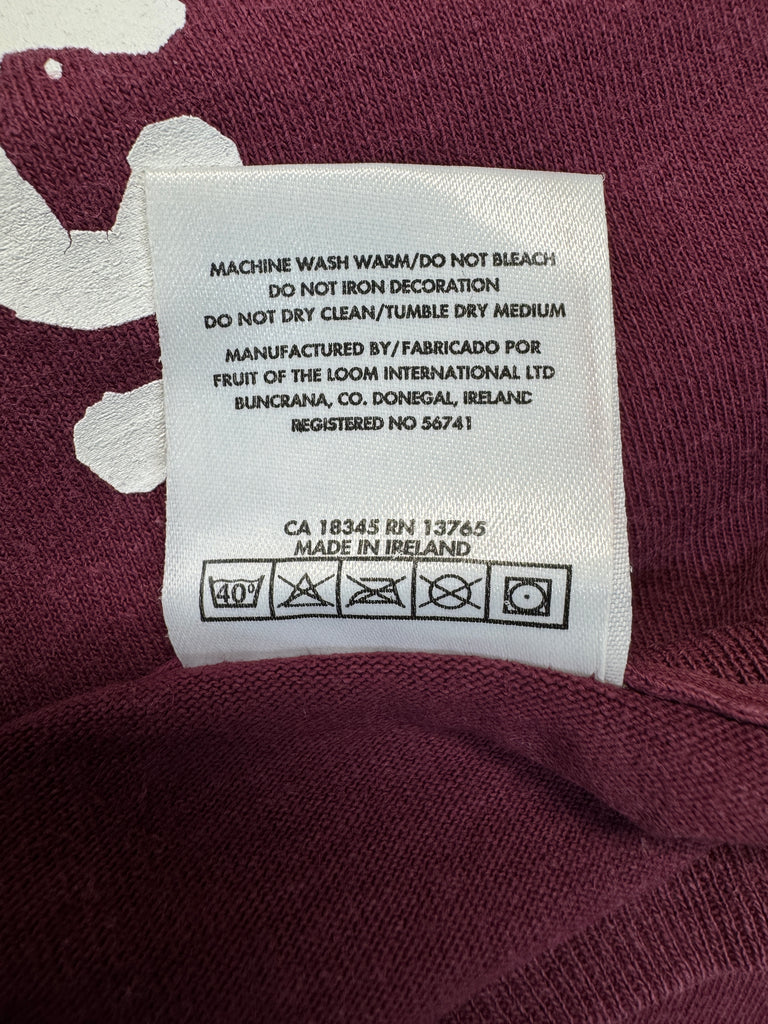 MACHINE WASH WARM/DO NOT BLEACH
DO NOT IRON DECORATION
DO NOT DRY CLEAN/TUMBLE DRY MEDIUM
MANUFACTURED BY/FABRICADO POR
FRUIT OF THE LOOM INTERNATIONAL LTD
BUNCRANA, CO. DONEGAL, IRELAND
REGISTERED NO 56741
CA 18345 RN 13765
MADE IN IRELAND
40°